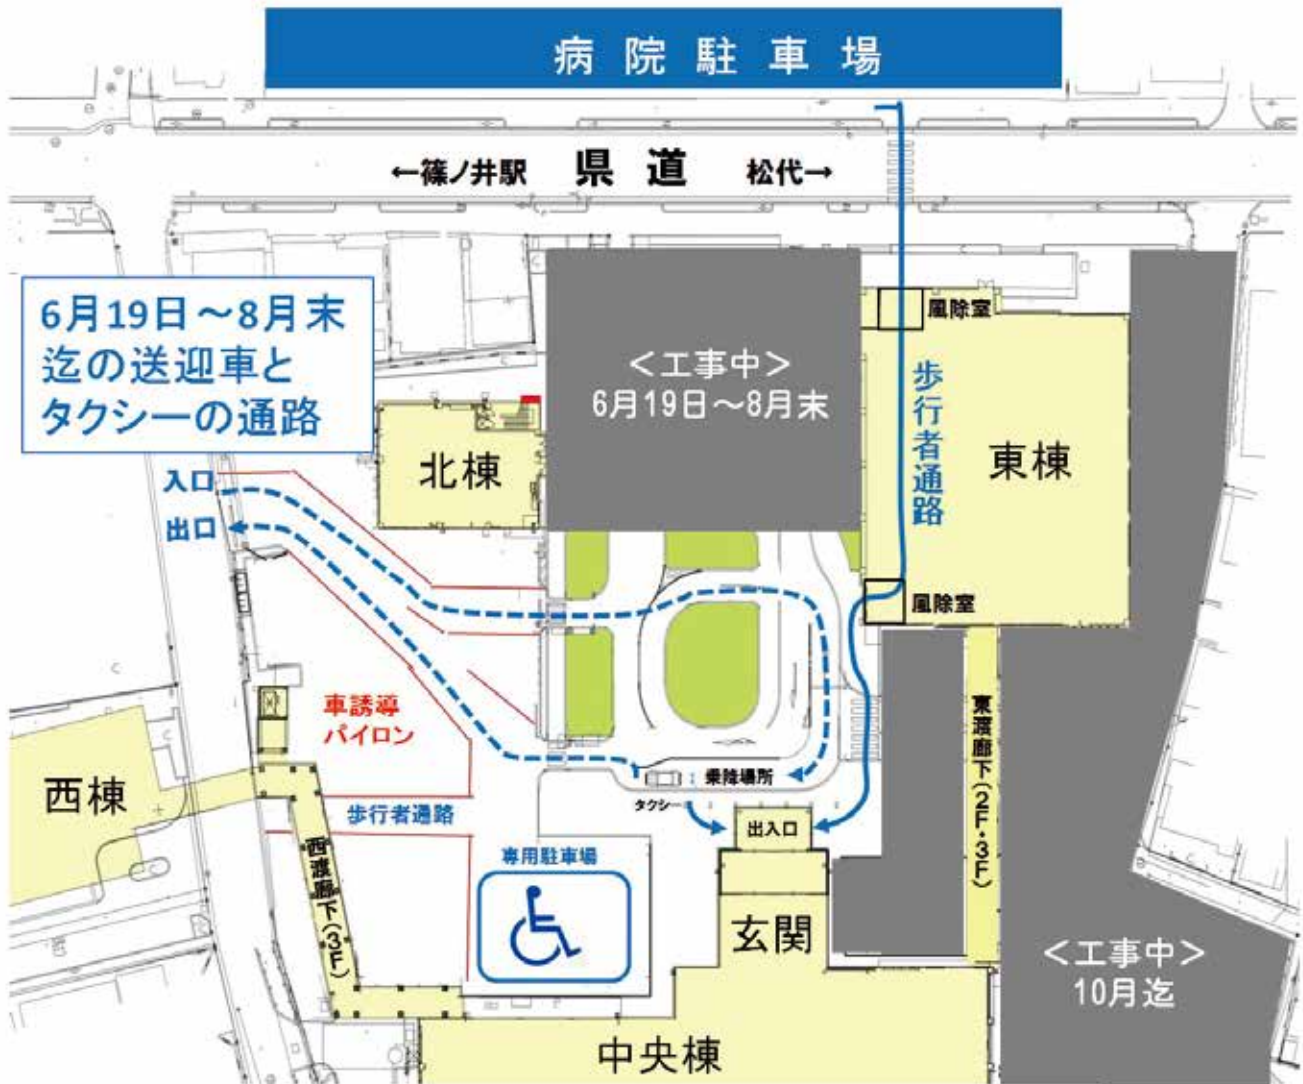 病院駐車場
←篠ノ井駅 県道 松代→
6月19日～8月末
迄の送迎車と
タクシーの通路
＜工事中＞
6月19日～8月末
風除室
歩行者通路
東棟
北棟
入口
出口
風除室
車誘導
パイロン
東渡廊下(2F・3F)
西棟
乗降場所
タクシー
歩行者通路
出入口
西渡廊下(3F)
専用駐車場
玄関
＜工事中＞
10月迄
中央棟